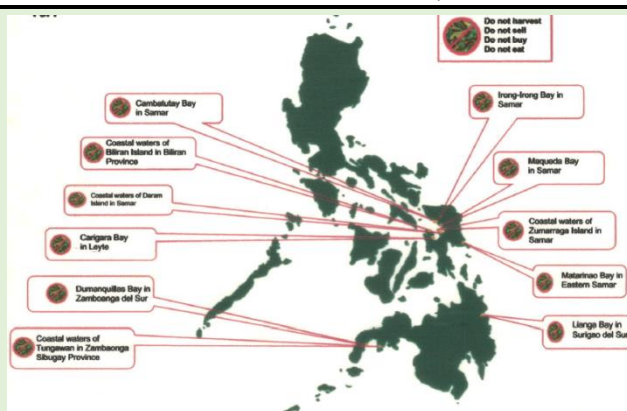 Do not harvest
Do not sell
Do not buy
Do not eat
Cambatutay Bay
in Samar
Irong-Irong Bay in
Samar
Coastal waters of
Biliran Island in Biliran
Province
Maqueda Bay
in Samar
Coastal waters of Daram
Island in Samar
Coastal waters of
Zumarraga Island in
Samar
Carigara Bay
in Leyte
Matarinao Bay in
Eastern Samar
Dumanquillas Bay in
Zamboanga del Sur
Lianga Bay in
Surigao del Sur
Coastal waters of
Tungawan in Zambaonga
Sibugay Province